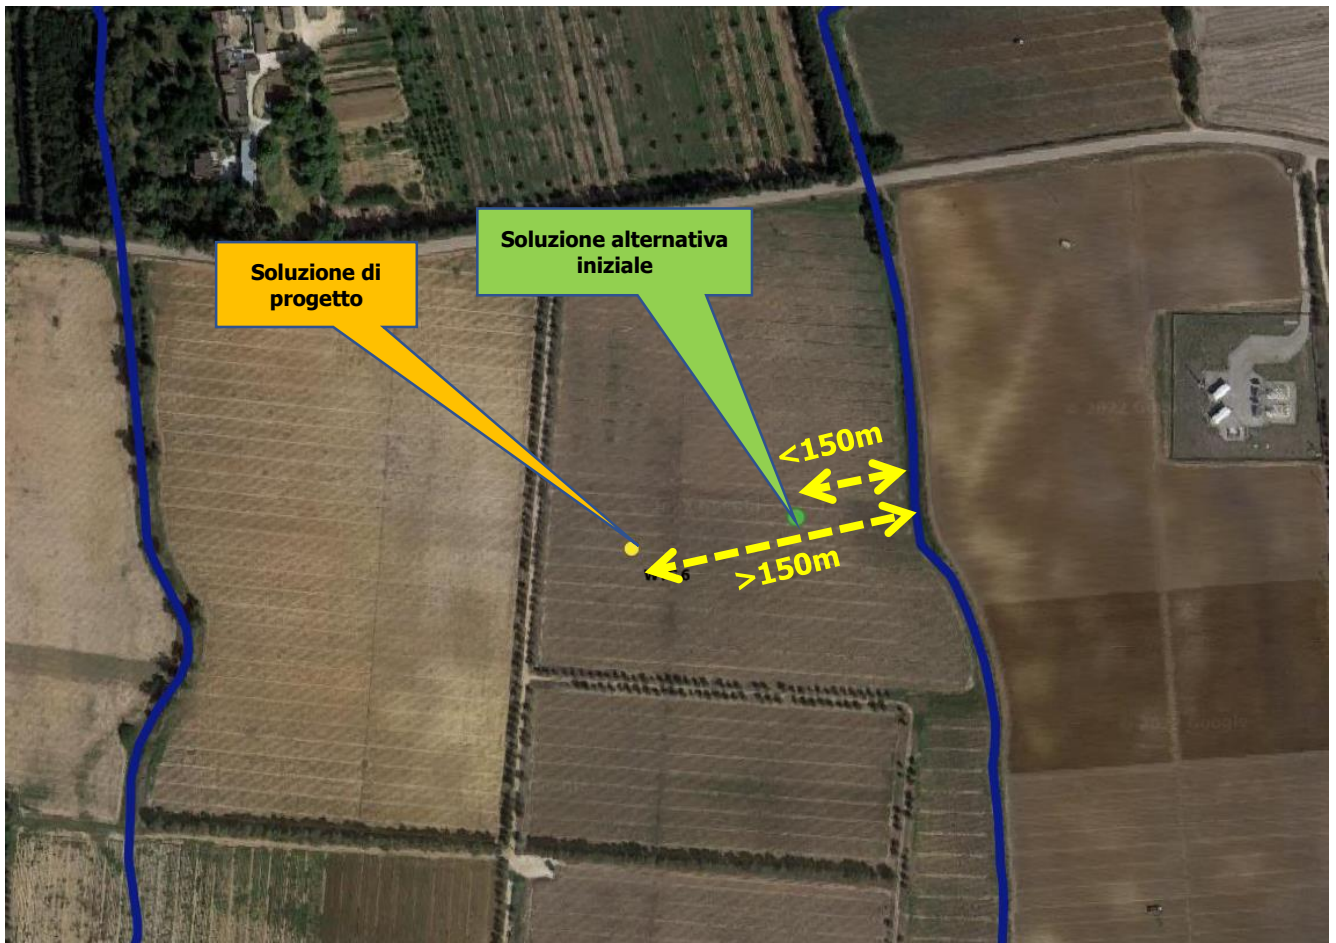 Soluzione alternativa
iniziale
Soluzione di
progetto
<150m
>150m